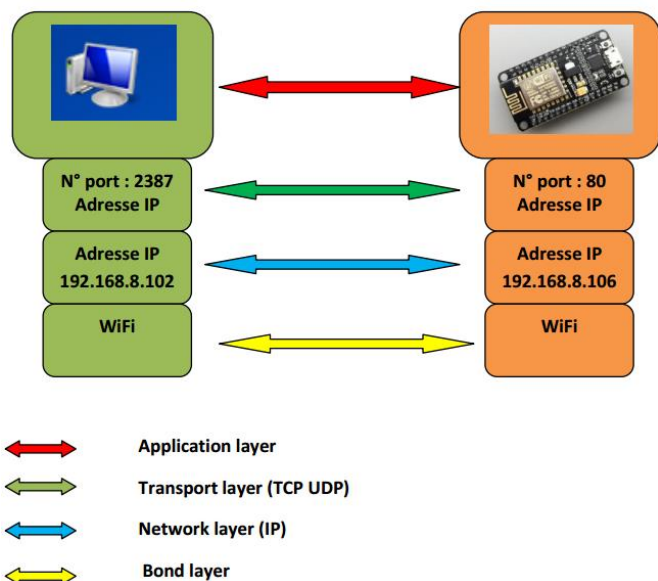 N° port : 2387
Adresse IP
N° port : 80
Adresse IP
Adresse IP
192.168.8.102
Adresse IP
192.168.8.106
WiFi
WiFi
Application layer
Transport layer (TCP UDP)
Network layer (IP)
Bond layer